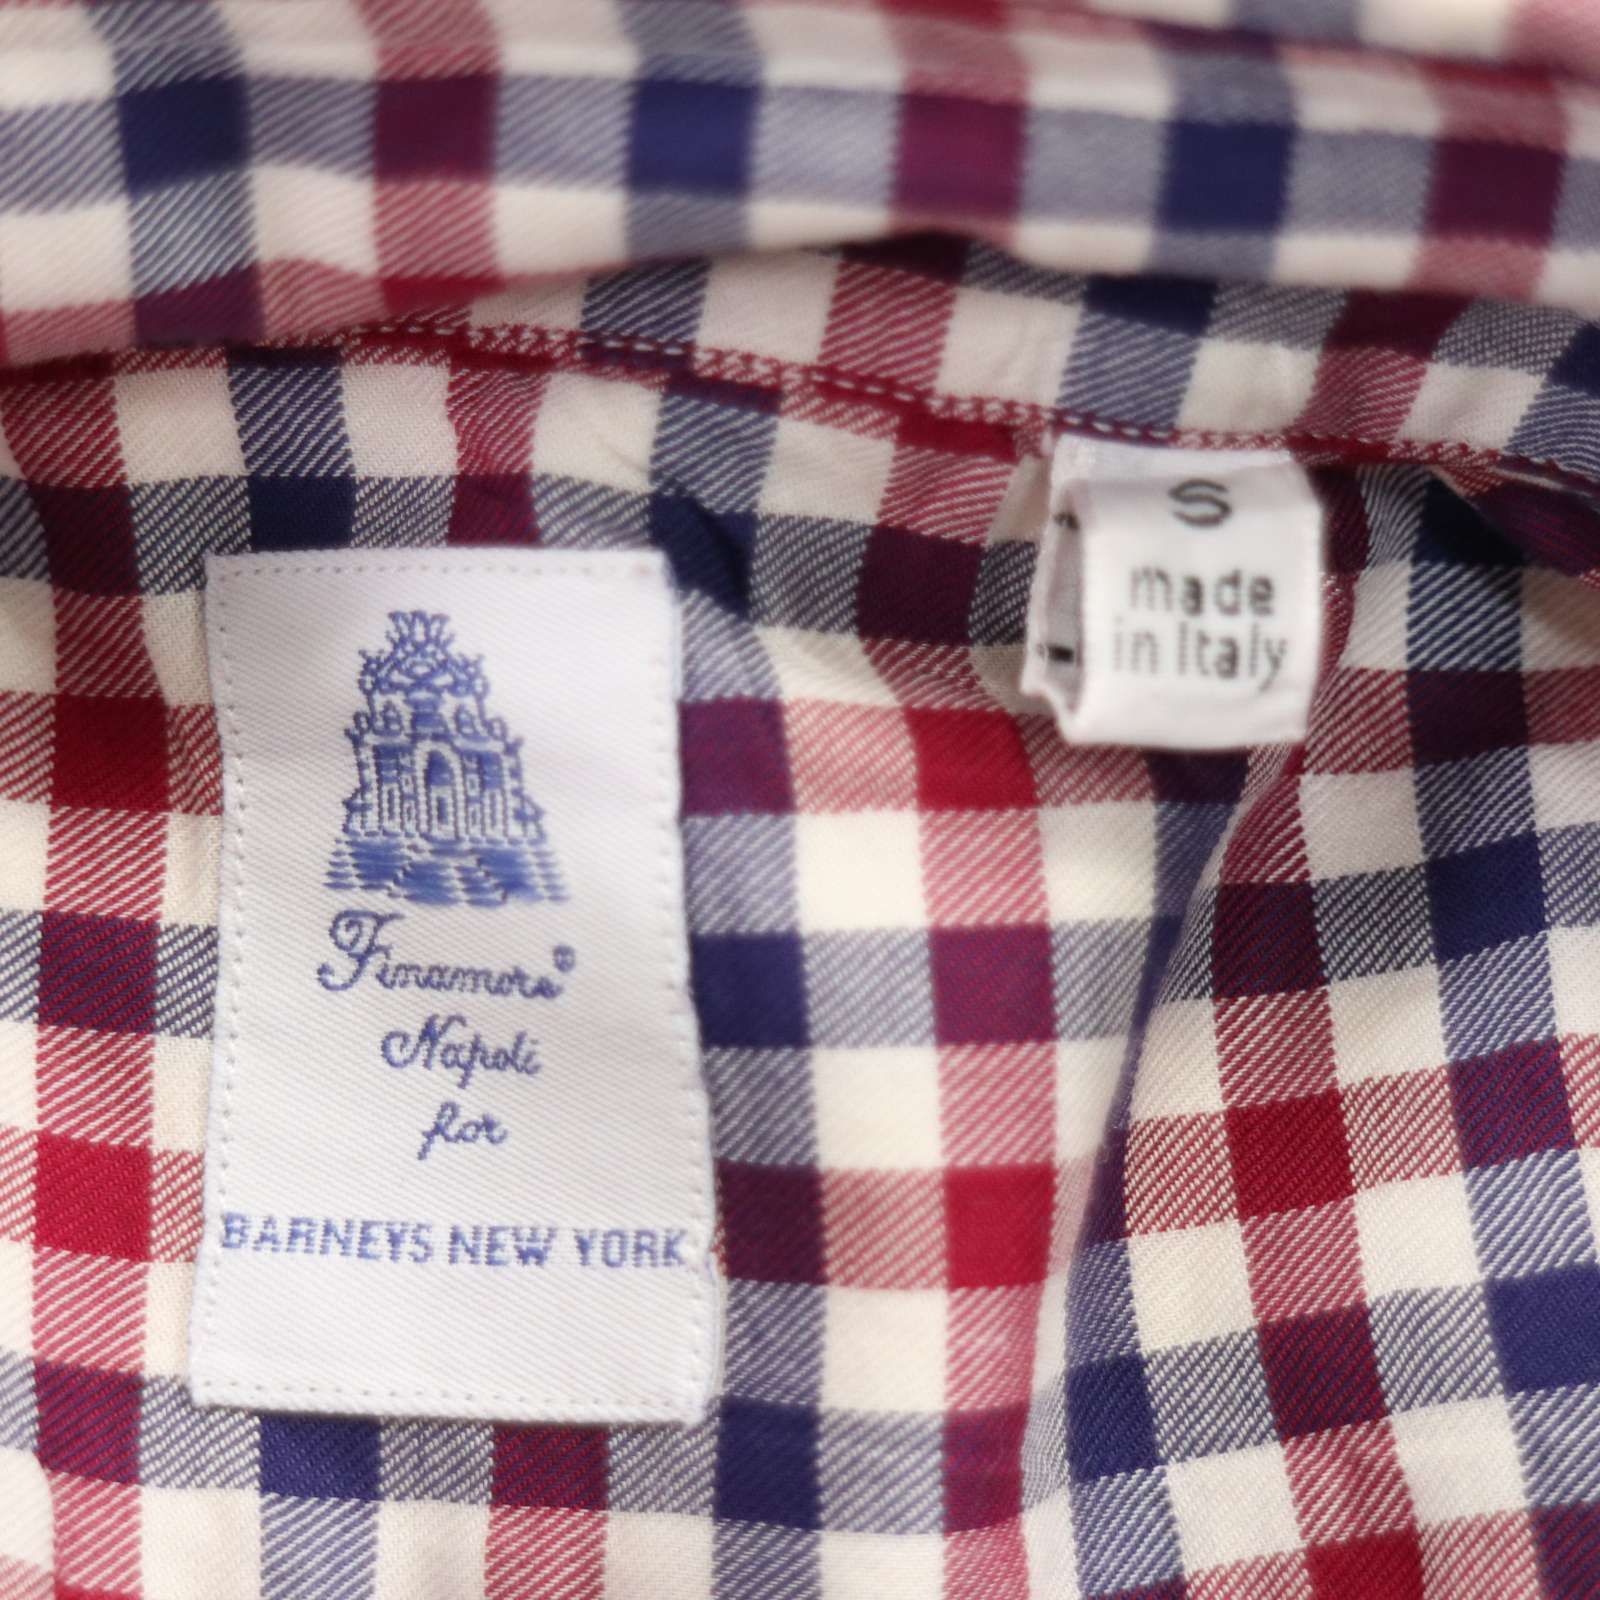 Finamore®
Napoli
for
BARNEYS NEW YORK
S
made
in Italy